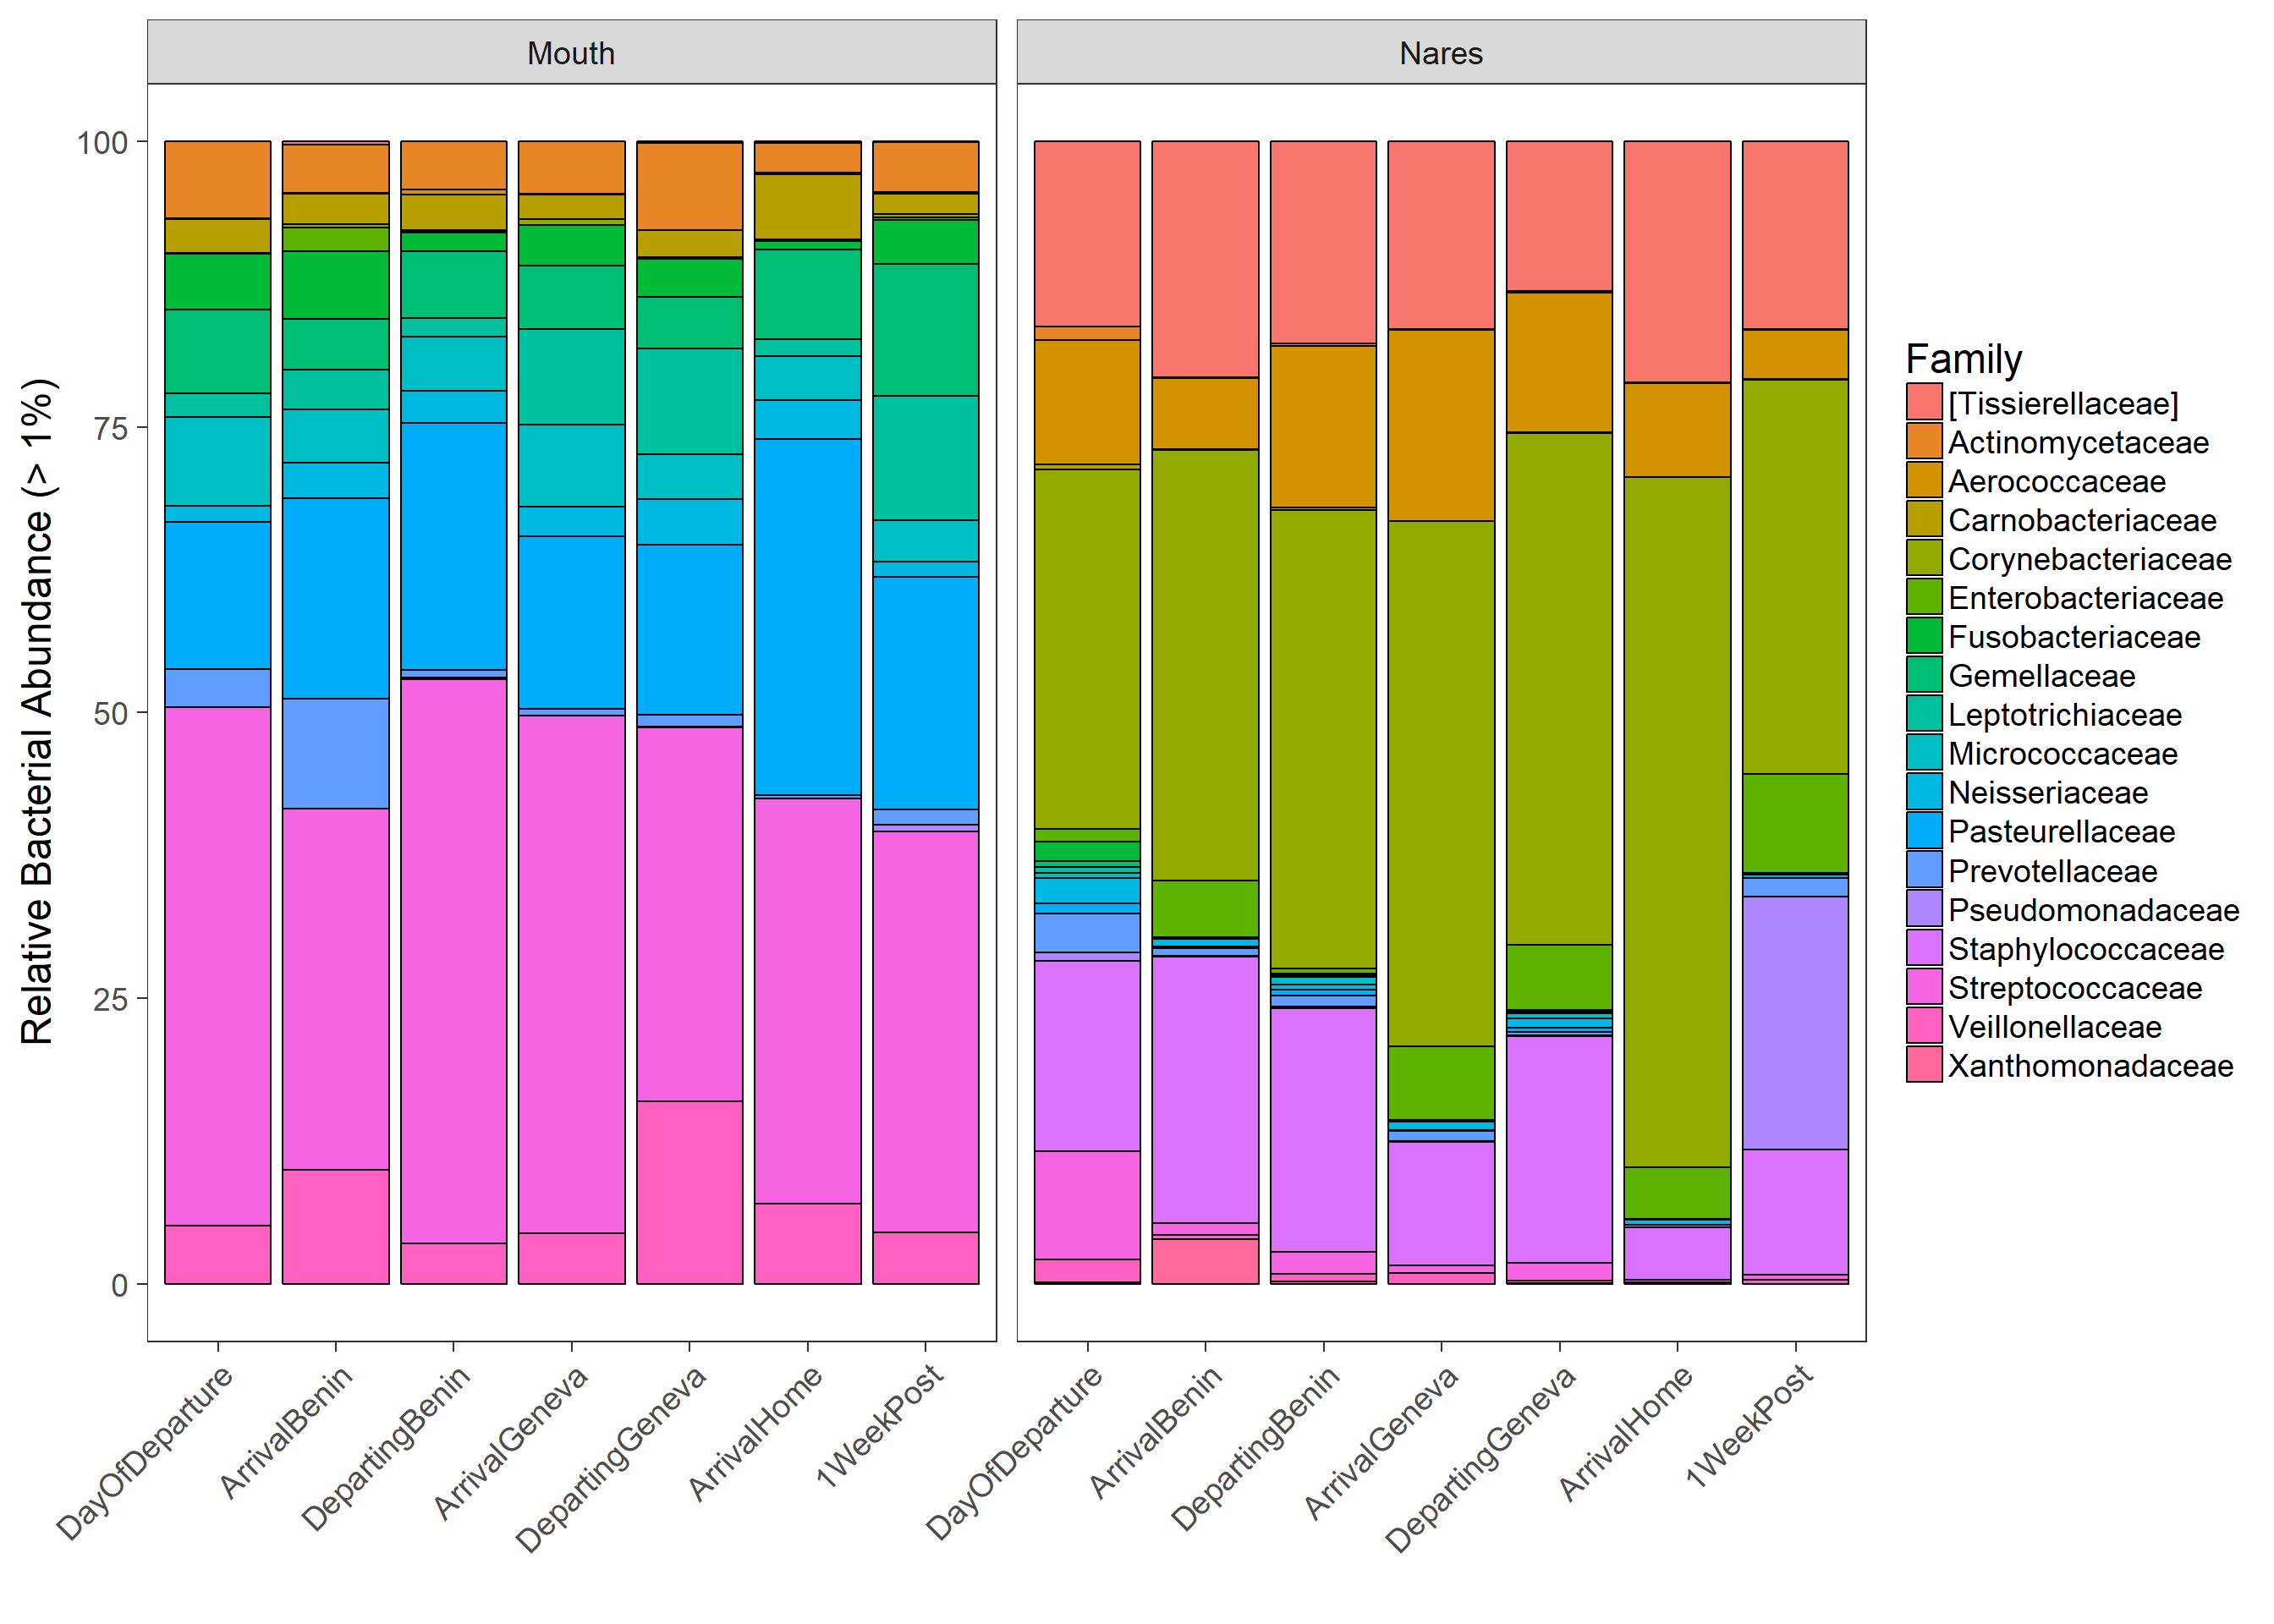 Mouth
Nares
Relative Bacterial Abundance (> 1%)
100
75
50
25
0
DayOfDeparture
ArrivalBenin
DepartingBenin
ArrivalGeneva
DepartingGeneva
ArrivalHome
1WeekPost
DayOfDeparture
ArrivalBenin
DepartingBenin
ArrivalGeneva
DepartingGeneva
ArrivalHome
1WeekPost
Family
[Tissierellaceae]
Actinomycetaceae
Aerococcaceae
Carnobacteriaceae
Corynebacteriaceae
Enterobacteriaceae
Fusobacteriaceae
Gemellaceae
Leptotrichiaceae
Micrococcaceae
Neisseriaceae
Pasteurellaceae
Prevotellaceae
Pseudomonadaceae
Staphylococcaceae
Streptococcaceae
Veillonellaceae
Xanthomonadaceae